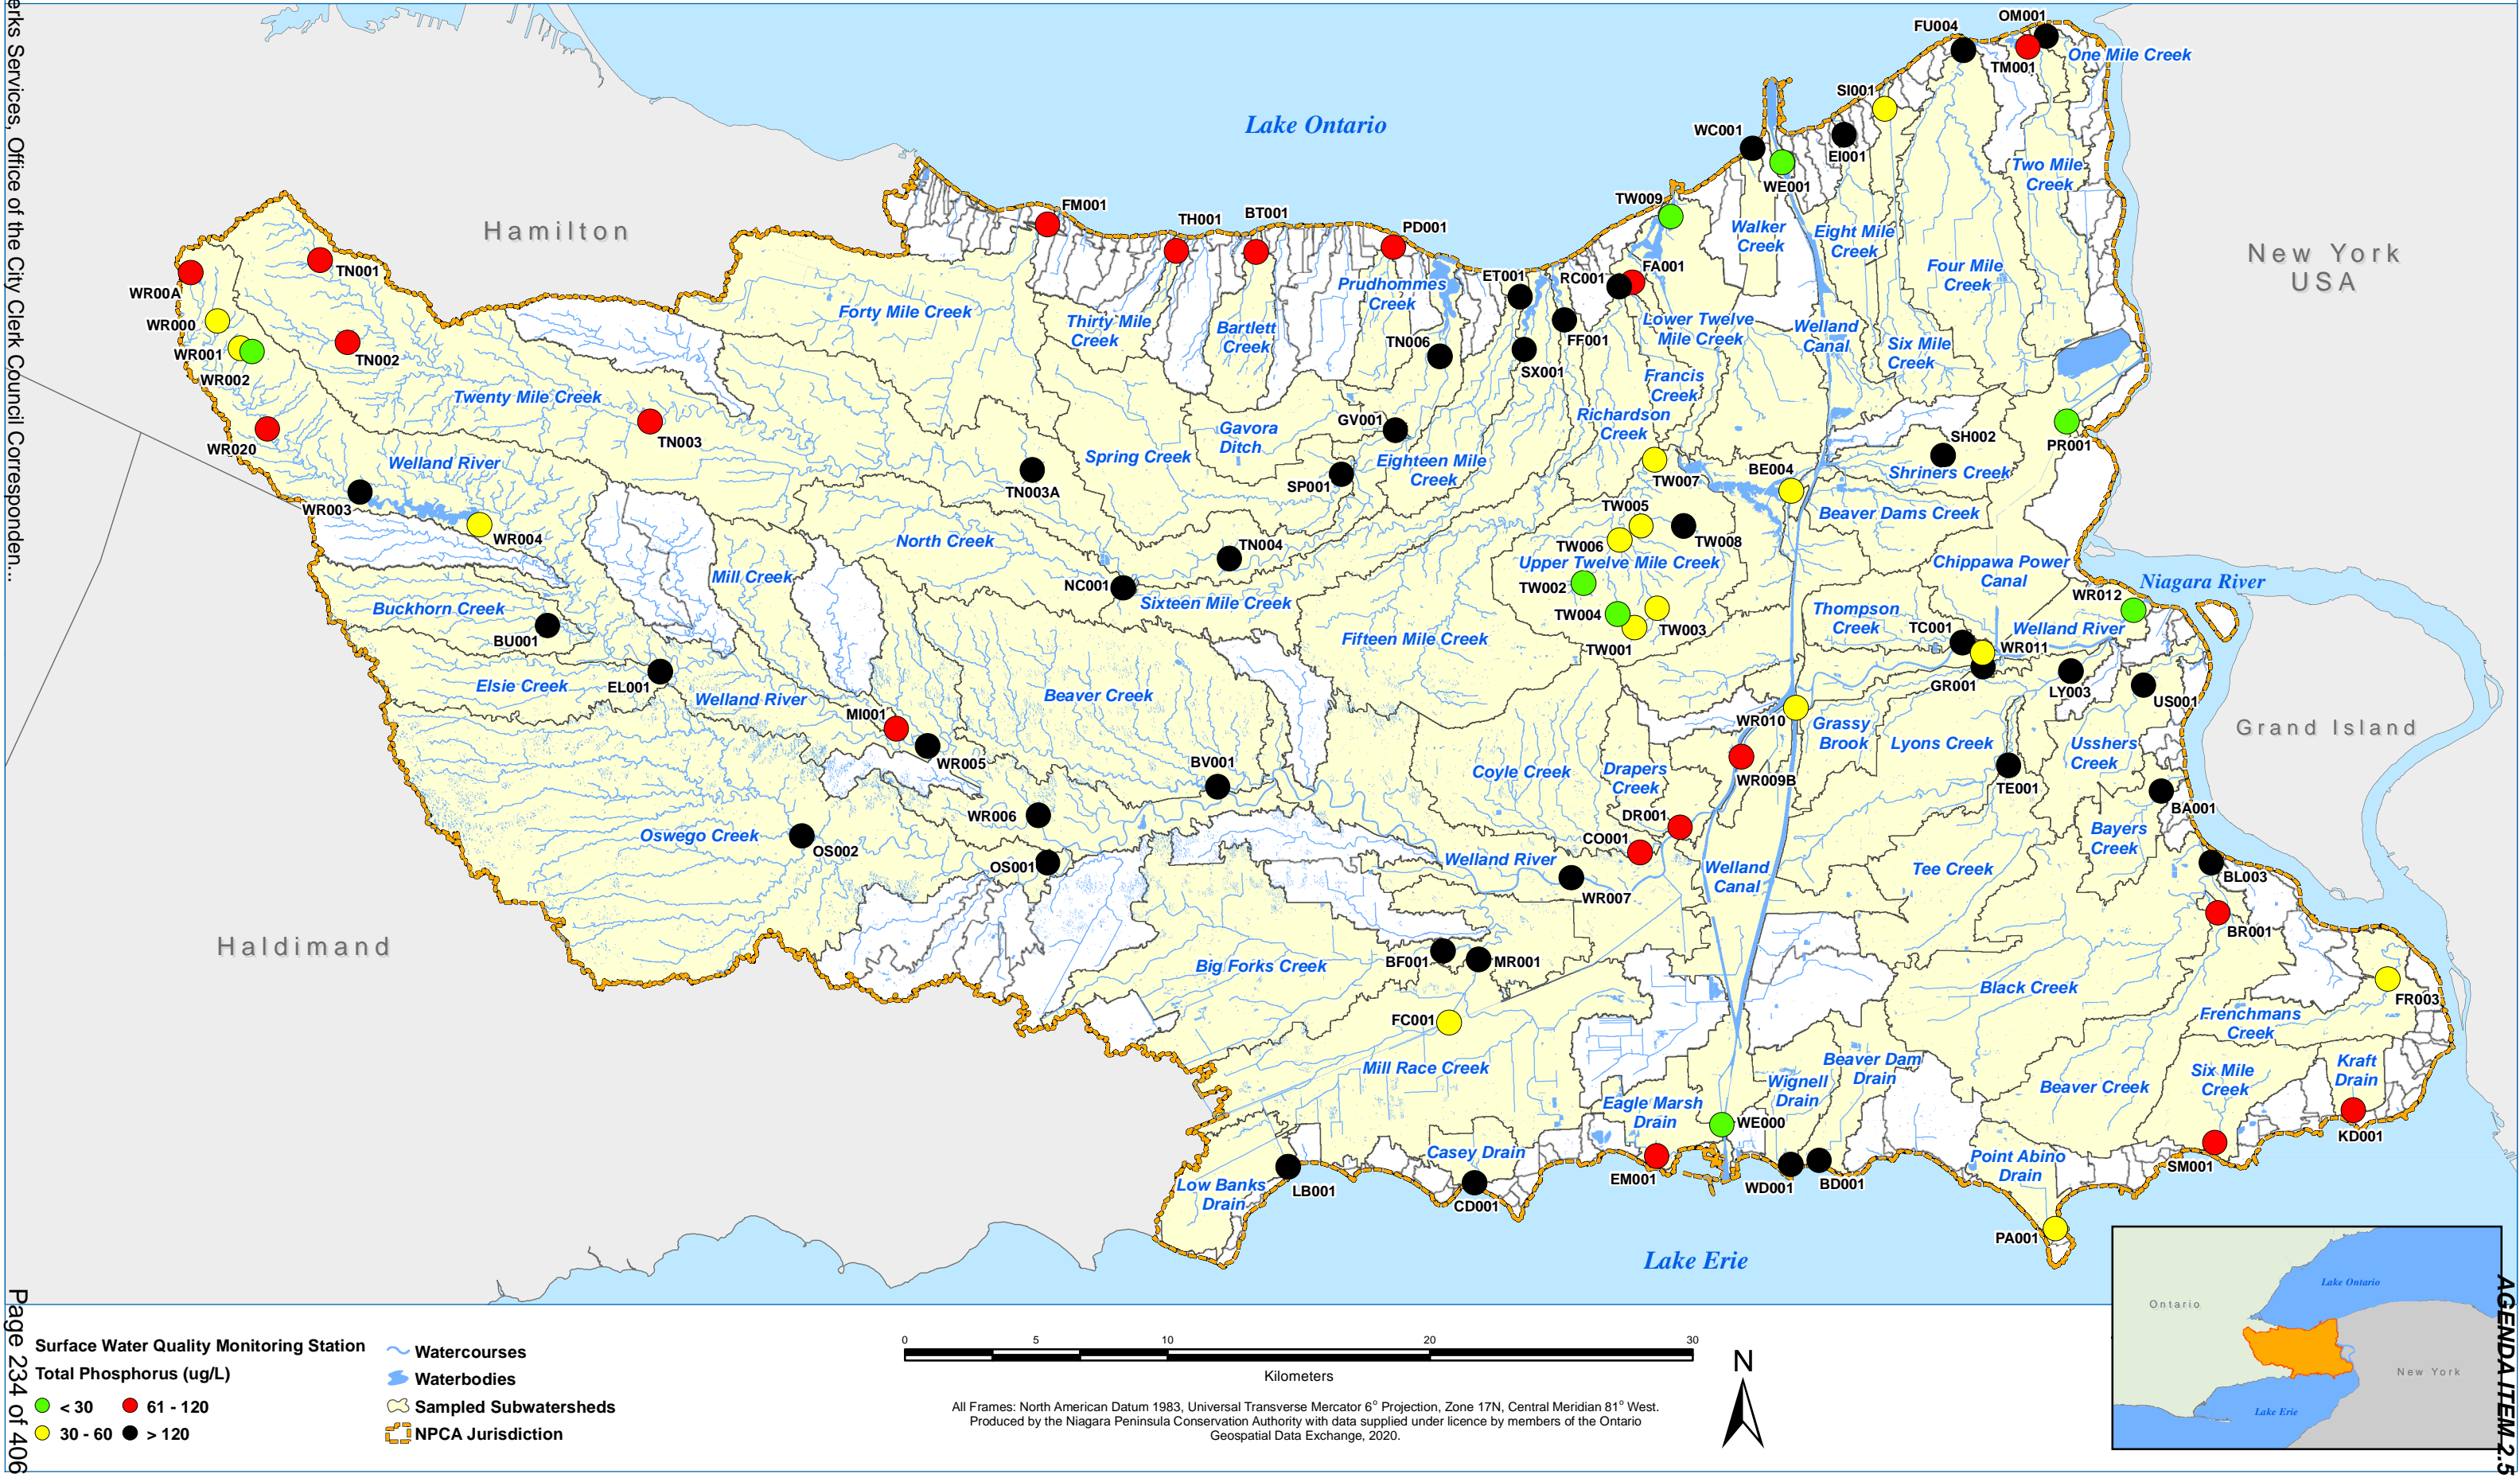 erks Services, Office of the City Clerk Council Corresponden...
Page 234 of 406
AGENDA ITEM 2.5
Lake Ontario
Hamilton
New York
USA
Haldimand
Grand Island
Niagara River
Lake Erie
OM001
FU004
TM001
One Mile Creek
SI001
WC001
EI001
WE001
Two Mile
Creek
TW009
FM001
TH001
BT001
PD001
Walker
Creek
Eight Mile
Creek
Four Mile
Creek
TN001
WR00A
ET001
RC001
FA001
Prudhommes
Creek
Forty Mile Creek
Thirty Mile
Creek
Bartlett
Creek
WR000
WR001
WR002
TN002
TN006
FF001
SX001
Lower Twelve
Mile Creek
Welland
Canal
Six Mile
Creek
Francis
Creek
Twenty Mile Creek
Richardson
Creek
GV001
Gavora
Ditch
TN003
WR020
PR001
SH002
Welland River
Spring Creek
Eighteen Mile
Creek
SP001
TN003A
TW007
BE004
Shriners Creek
WR003
WR004
TW005
Beaver Dams Creek
North Creek
TN004
TW006
TW008
Upper Twelve Mile Creek
Chippawa Power
Canal
Mill Creek
NC001
Sixteen Mile Creek
TW002
TW004
TW003
TW001
Thompson
Creek
WR012
TC001
Welland River
WR011
Buckhorn Creek
BU001
Fifteen Mile Creek
GR001
LY003
US001
Elsie Creek
EL001
Welland River
Beaver Creek
MI001
WR005
WR010
Grassy
Brook
Lyons Creek
Usshers
Creek
BV001
Coyle Creek
Drapers
Creek
WR009B
TE001
BA001
WR006
Oswego Creek
OS002
OS001
DR001
CO001
Bayers
Creek
Welland River
Welland
Canal
Tee Creek
WR007
BL003
BR001
BF001
MR001
Big Forks Creek
Black Creek
FR003
FC001
Frenchmans
Creek
Mill Race Creek
Beaver Dam
Drain
Wignell
Drain
Beaver Creek
Six Mile
Creek
Kraft
Drain
Eagle Marsh
Drain
WE000
KD001
Casey Drain
Point Abino
Drain
SM001
Low Banks
Drain
LB001
CD001
EM001
WD001
BD001
PA001
Surface Water Quality Monitoring Station
Total Phosphorus (ug/L)
< 30
61 - 120
30 - 60
> 120
Watercourses
Waterbodies
Sampled Subwatersheds
NPCA Jurisdiction
0 5 10 20 30
Kilometers
All Frames: North American Datum 1983, Universal Transverse Mercator 6° Projection, Zone 17N, Central Meridian 81° West.
Produced by the Niagara Peninsula Conservation Authority with data supplied under licence by members of the Ontario
Geospatial Data Exchange, 2020.
N
Lake Ontario
Ontario
New York
Lake Erie